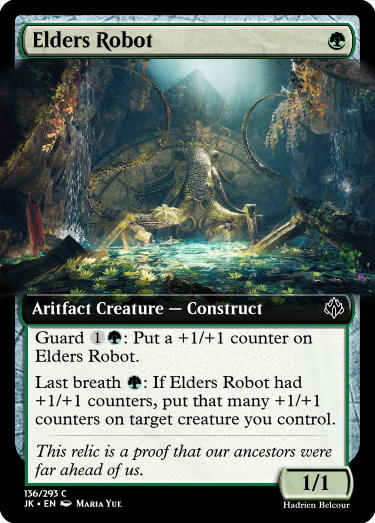 Elders Robot
Aritfact Creature — Construct
Guard 1: Put a +1/+1 counter on
Elders Robot.
Last breath : If Elders Robot had
+1/+1 counters, put that many +1/+1
counters on target creature you control.
This relic is a proof that our ancestors were
far ahead of us.
1/1
136/293 C
JK • EN Maria Yue
Hadrien Belcour